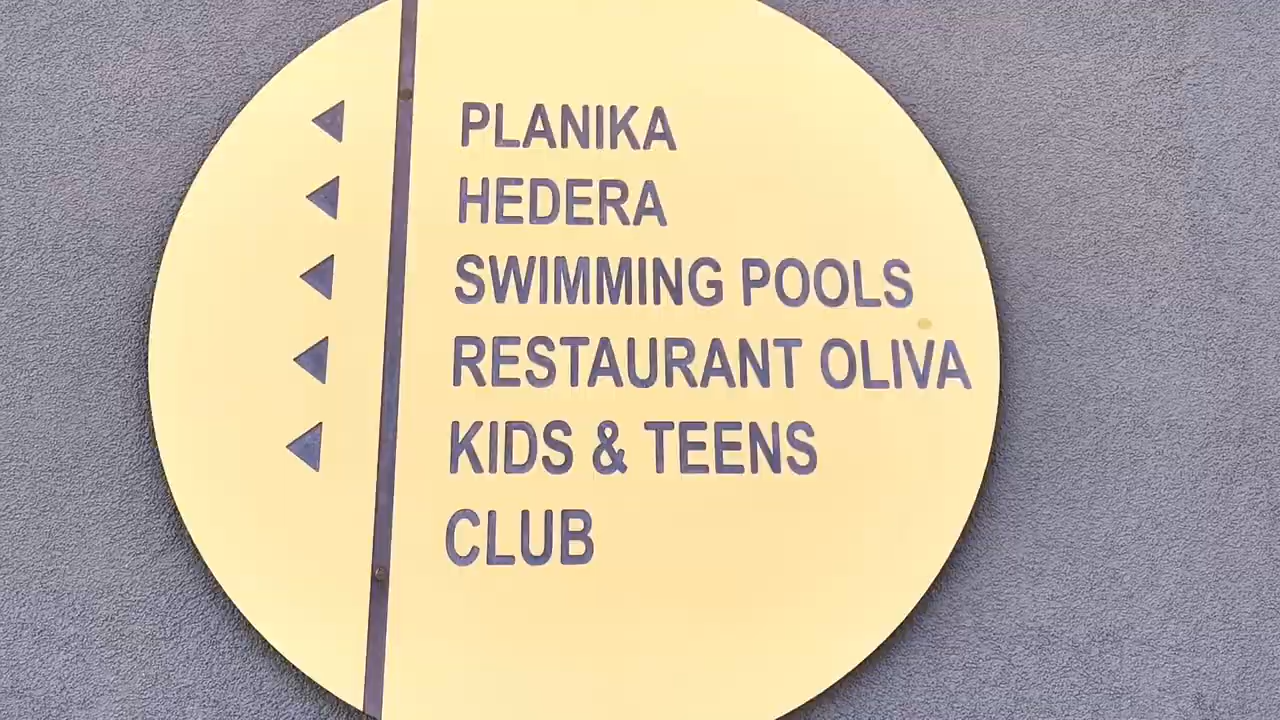 PLANIKA
HEDERA
SWIMMING POOLS
RESTAURANT OLIVA
KIDS & TEENS
CLUB